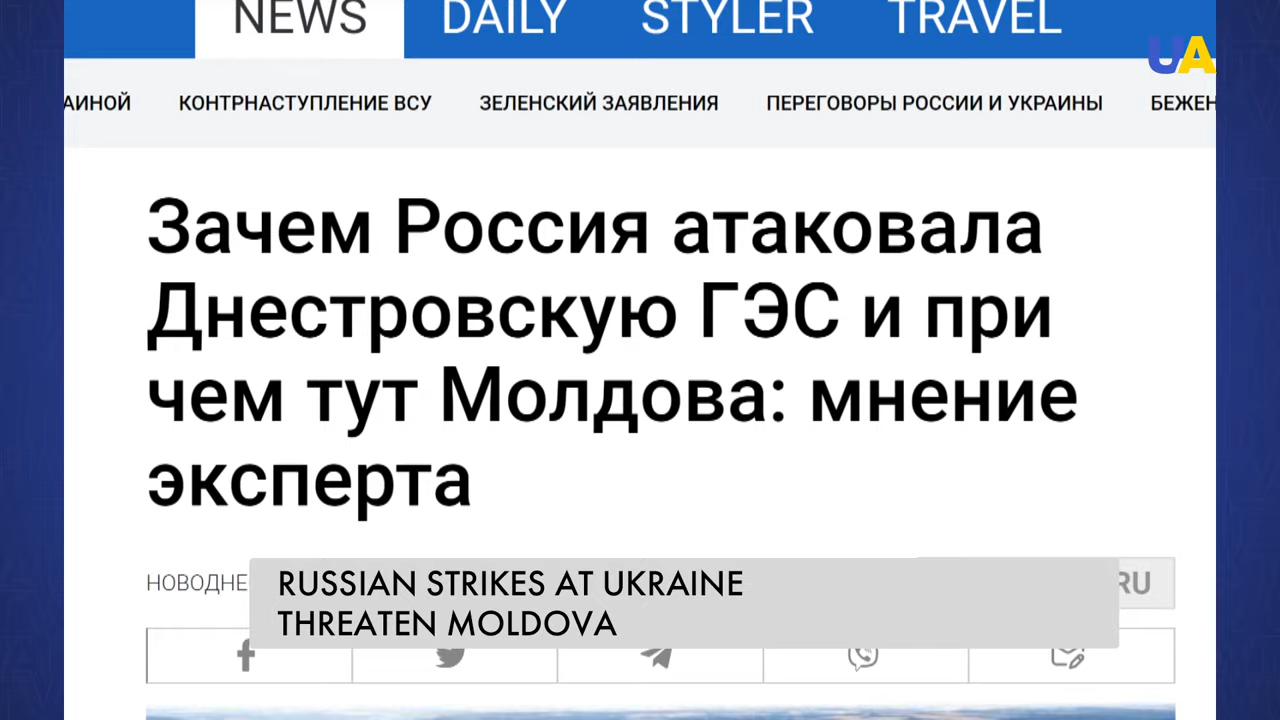 NEWS DAILY STYLER TRAVEL
UA
КОНТРНАСТУПЛЕНИЕ ВСУ ЗЕЛЕНСКИЙ ЗАЯВЛЕНИЯ ПЕРЕГОВОРЫ РОССИИ И УКРАИНЫ
Зачем Россия атаковала
Днестровскую ГЭС и при
чем тут Молдова: мнение
эксперта
RU
RUSSIAN STRIKES AT UKRAINE
THREATEN MOLDOVA